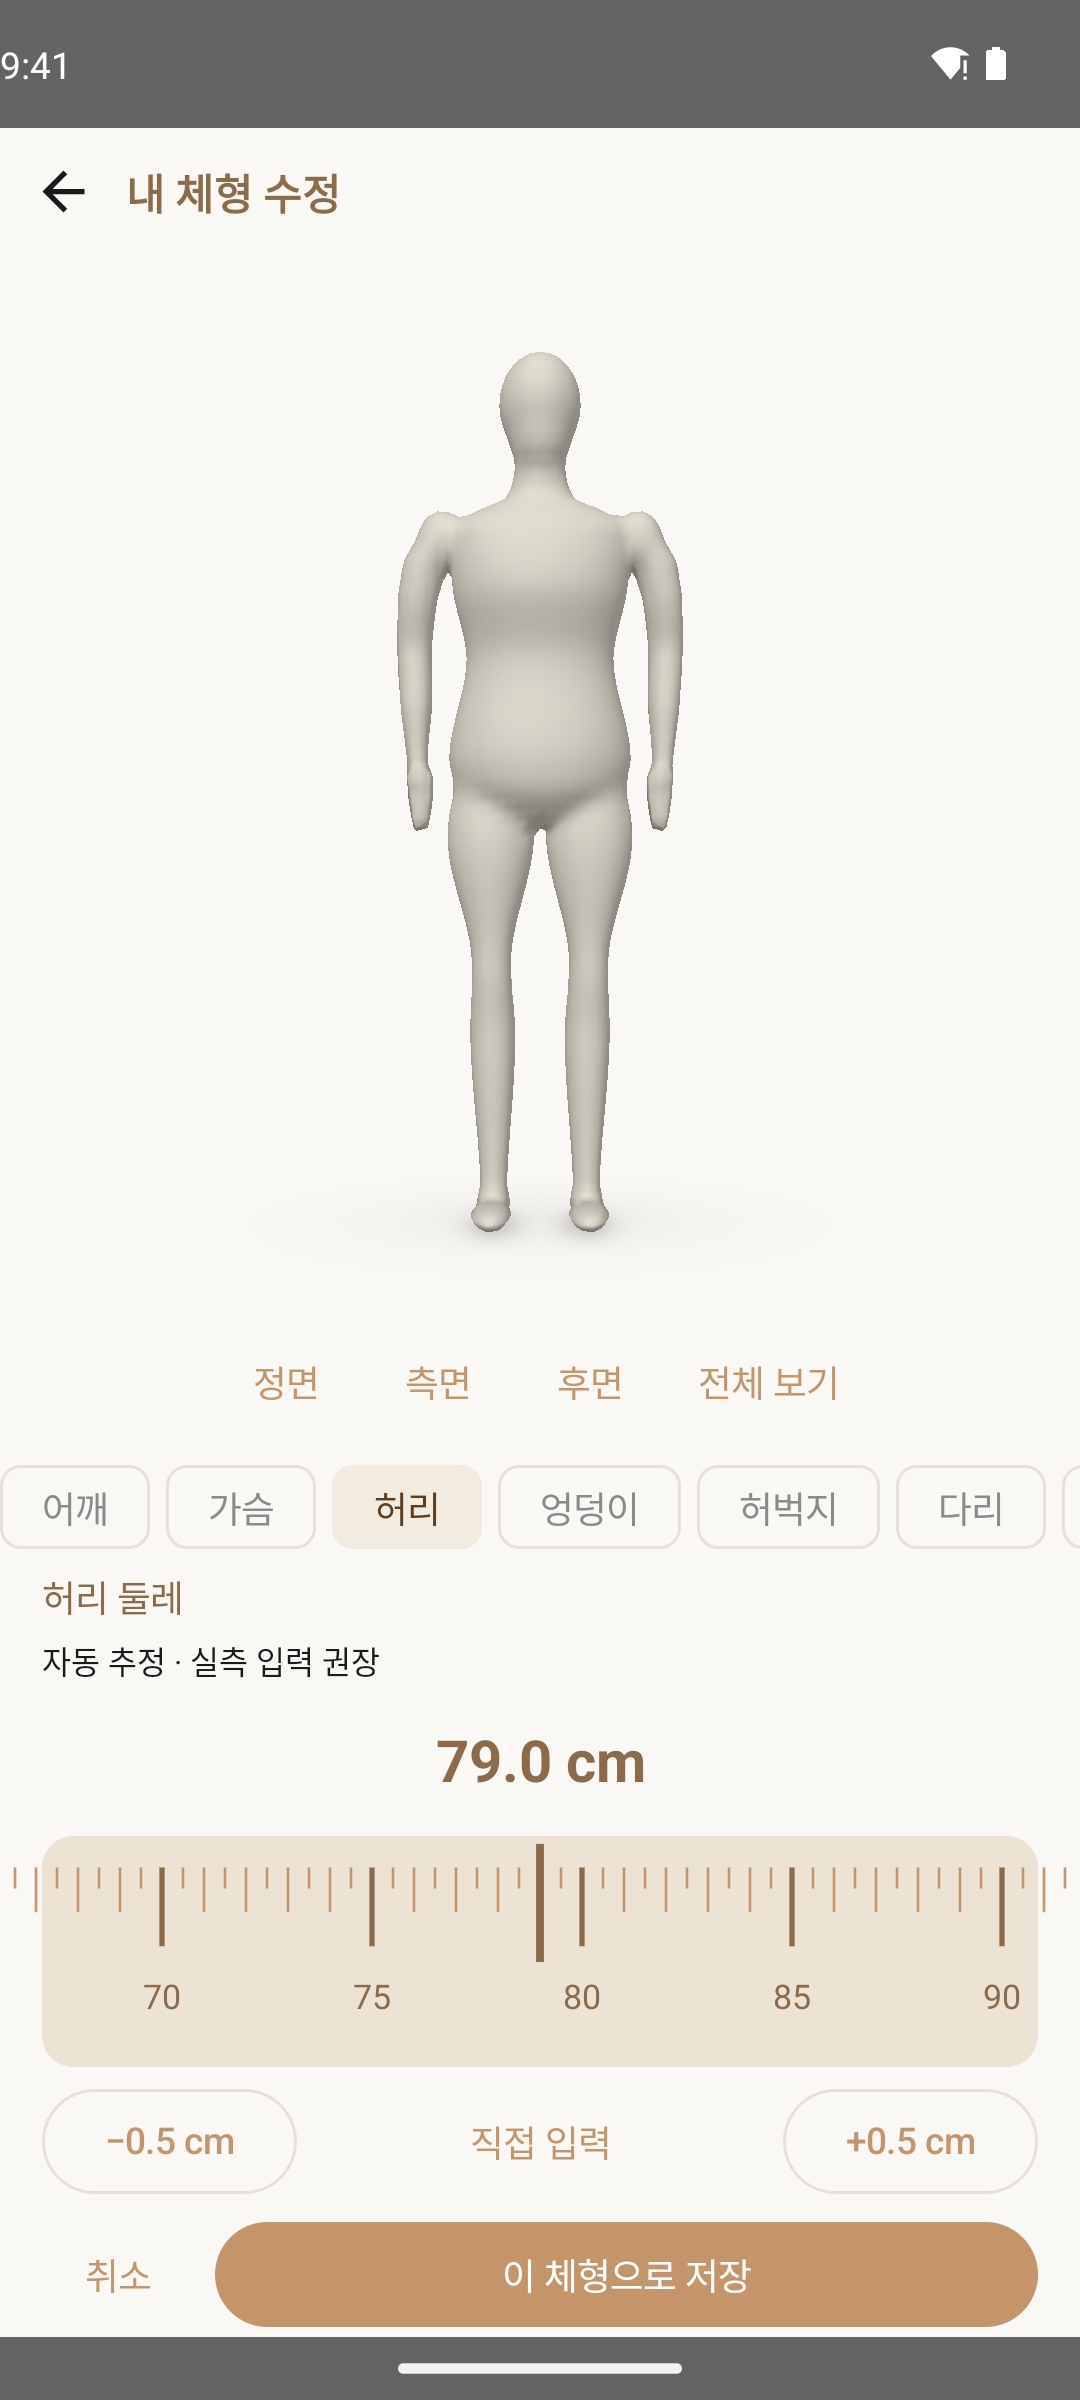 9:41
내 체형 수정
정면 측면 후면 전체 보기
어깨 가슴 허리 엉덩이 허벅지 다리
허리 둘레
자동 추정 · 실측 입력 권장
79.0 cm
70 75 80 85 90
−0.5 cm 직접 입력 +0.5 cm
취소 이 체형으로 저장